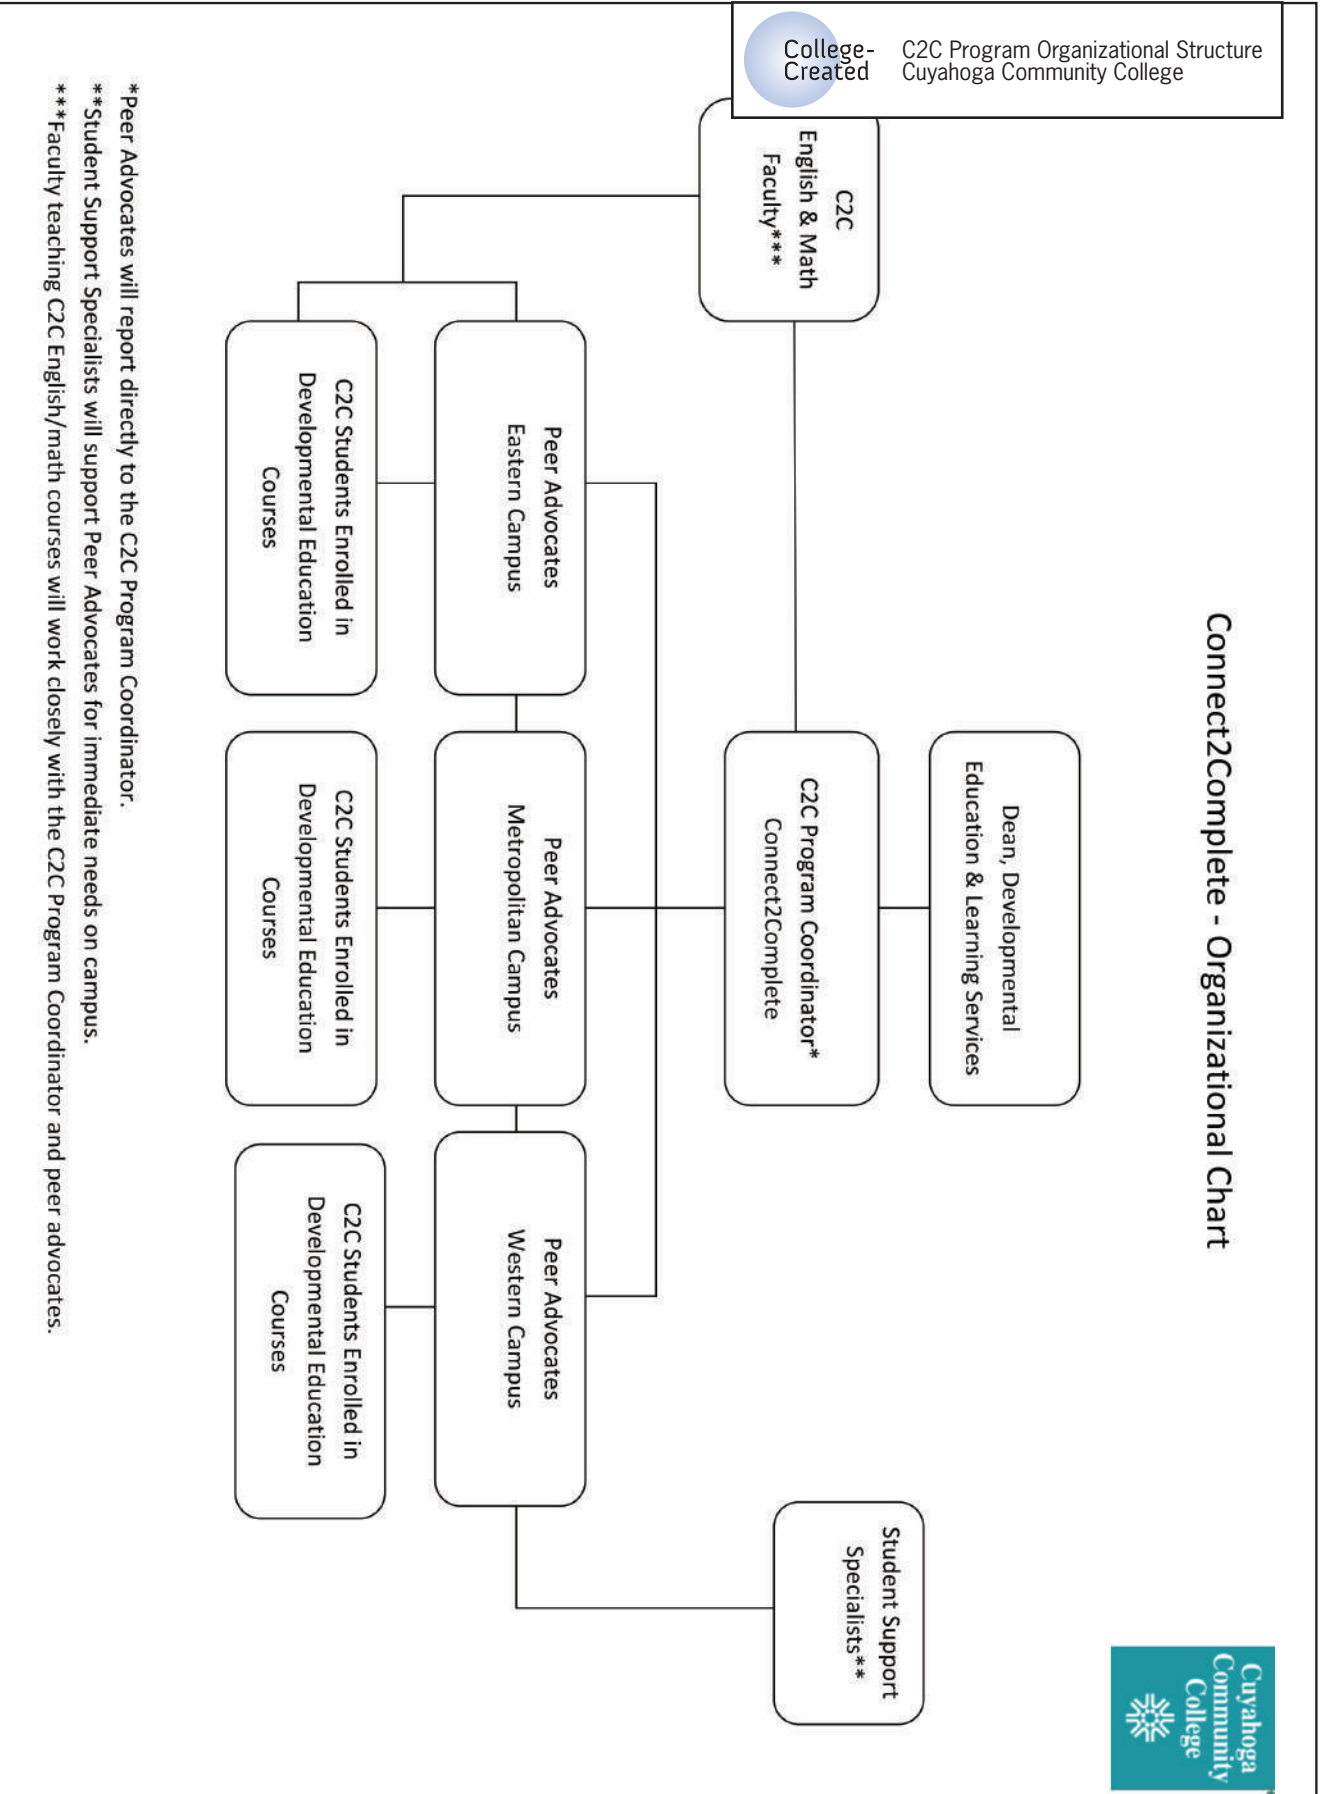 College-
Created
C2C Program Organizational Structure
Cuyahoga Community College
Connect2Complete - Organizational Chart
Cuyahoga
Community
College
Dean, Developmental
Education & Learning Services
C2C
English & Math
Faculty***
C2C Program Coordinator*
Connect2Complete
Student Support
Specialists**
Peer Advocates
Eastern Campus
Peer Advocates
Metropolitan Campus
Peer Advocates
Western Campus
C2C Students Enrolled in
Developmental Education
Courses
C2C Students Enrolled in
Developmental Education
Courses
C2C Students Enrolled in
Developmental Education
Courses
*Peer Advocates will report directly to the C2C Program Coordinator.
**Student Support Specialists will support Peer Advocates for immediate needs on campus.
***Faculty teaching C2C English/math courses will work closely with the C2C Program Coordinator and peer advocates.